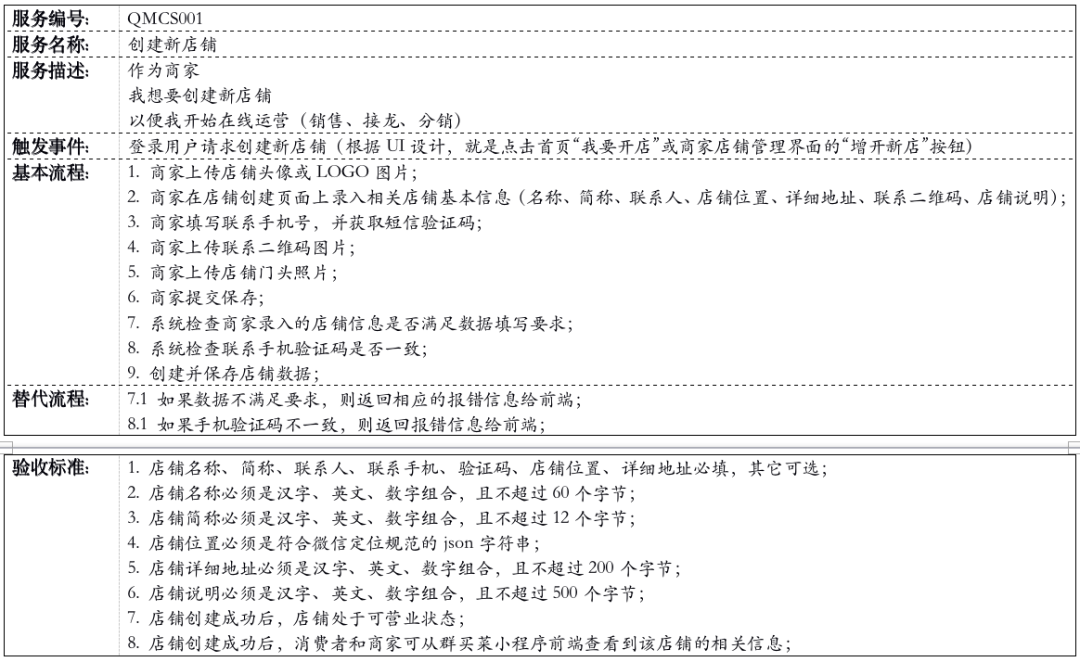 服务编号: QMCS001
服务名称: 创建新店铺
服务描述: 作为商家
我想要创建新店铺
以便我开始在线运营（销售、接龙、分销）
触发事件: 登录用户请求创建新店铺（根据 UI 设计，就是点击首页“我要开店”或商家店铺管理界面的“增开新店”按钮）
基本流程: 1. 商家上传店铺头像或 LOGO 图片；
2. 商家在店铺创建页面上录入相关店铺基本信息（名称、简称、联系人、店铺位置、详细地址、联系二维码、店铺说明）；
3. 商家填写联系手机号，并获取短信验证码；
4. 商家上传联系二维码图片；
5. 商家上传店铺门头照片；
6. 商家提交保存；
7. 系统检查商家录入的店铺信息是否满足数据填写要求；
8. 系统检查联系手机验证码是否一致；
9. 创建并保存店铺数据；
替代流程: 7.1 如果数据不满足要求，则返回相应的报错信息给前端；
8.1 如果手机验证码不一致，则返回报错信息给前端；
验收标准: 1. 店铺名称、简称、联系人、联系手机、验证码、店铺位置、详细地址必填，其它可选；
2. 店铺名称必须是汉字、英文、数字组合，且不超过 60 个字节；
3. 店铺简称必须是汉字、英文、数字组合，且不超过 12 个字节；
4. 店铺位置必须是符合微信定位规范的 json 字符串；
5. 店铺详细地址必须是汉字、英文、数字组合，且不超过 200 个字节；
6. 店铺说明必须是汉字、英文、数字组合，且不超过 500 个字节；
7. 店铺创建成功后，店铺处于可营业状态；
8. 店铺创建成功后，消费者和商家可从群买菜小程序前端查看到该店铺的相关信息；